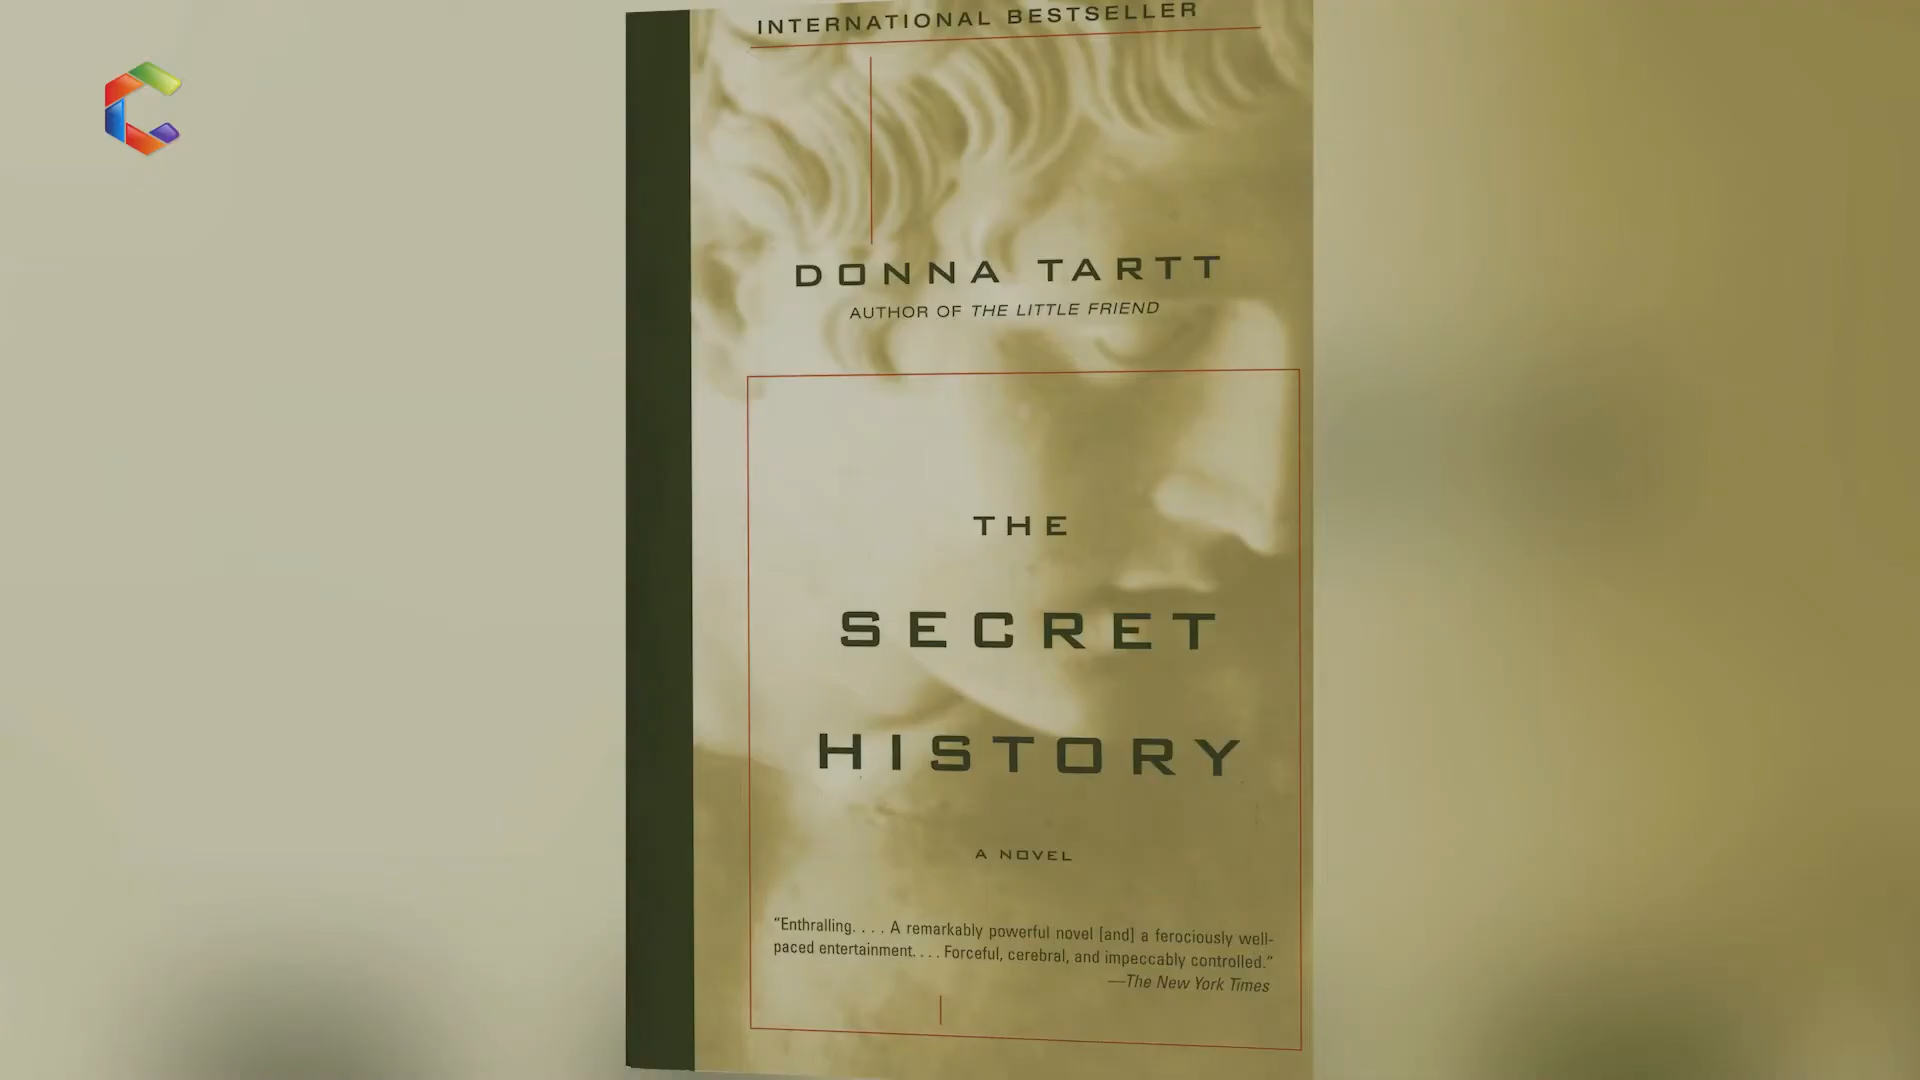 INTERNATIONAL BESTSELLER
DONNA TARTT
AUTHOR OF THE LITTLE FRIEND
THE
SECRET
HISTORY
A NOVEL
“Enthralling. . . . A remarkably powerful novel [and] a ferociously well-
paced entertainment. . . . Forceful, cerebral, and impeccably controlled.”
—The New York Times